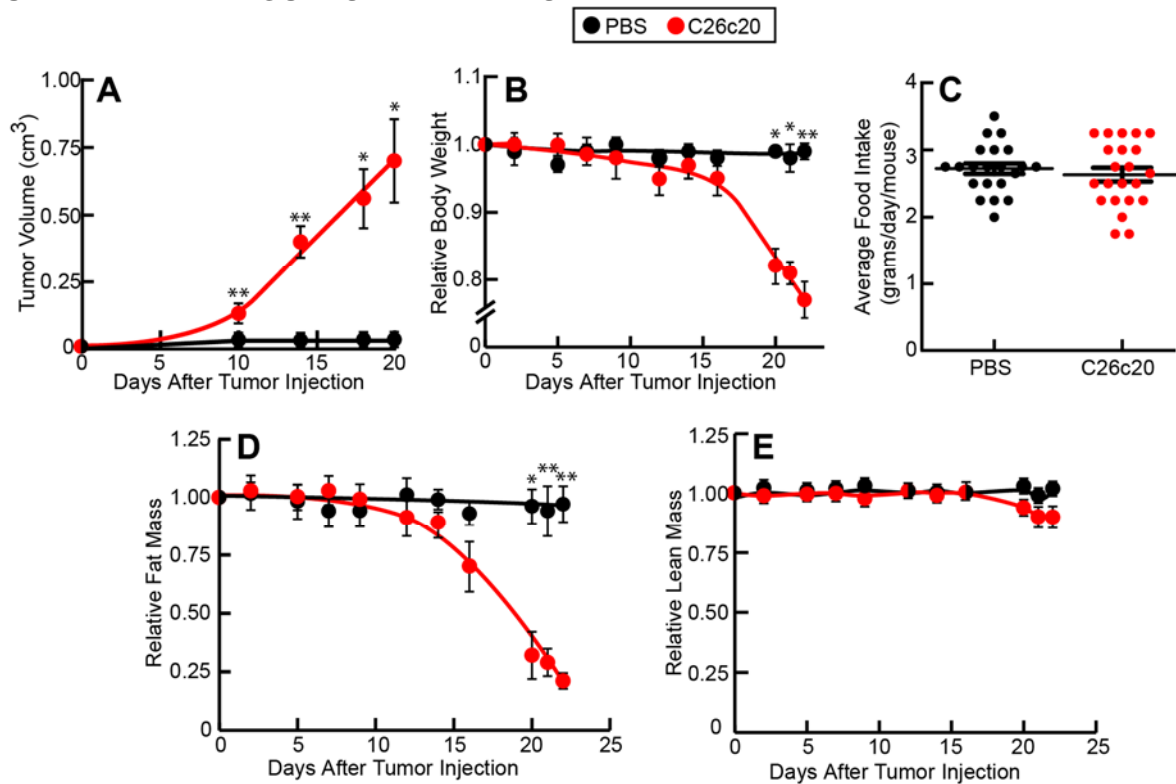 PBS C26c20
A
Tumor Volume (cm³)
1.00
0.75
0.50
0.25
0
** ** * *
0 5 10 15 20
Days After Tumor Injection
B
Relative Body Weight
1.1
1.0
0.9
0.8
* * **
0 5 10 15 20
Days After Tumor Injection
C
Average Food Intake
(grams/day/mouse)
4
3
2
1
0
PBS C26c20
D
Relative Fat Mass
1.25
1.00
0.75
0.50
0.25
0
* ** **
0 5 10 15 20 25
Days After Tumor Injection
E
Relative Lean Mass
1.25
1.00
0.75
0.50
0.25
0
0 5 10 15 20 25
Days After Tumor Injection